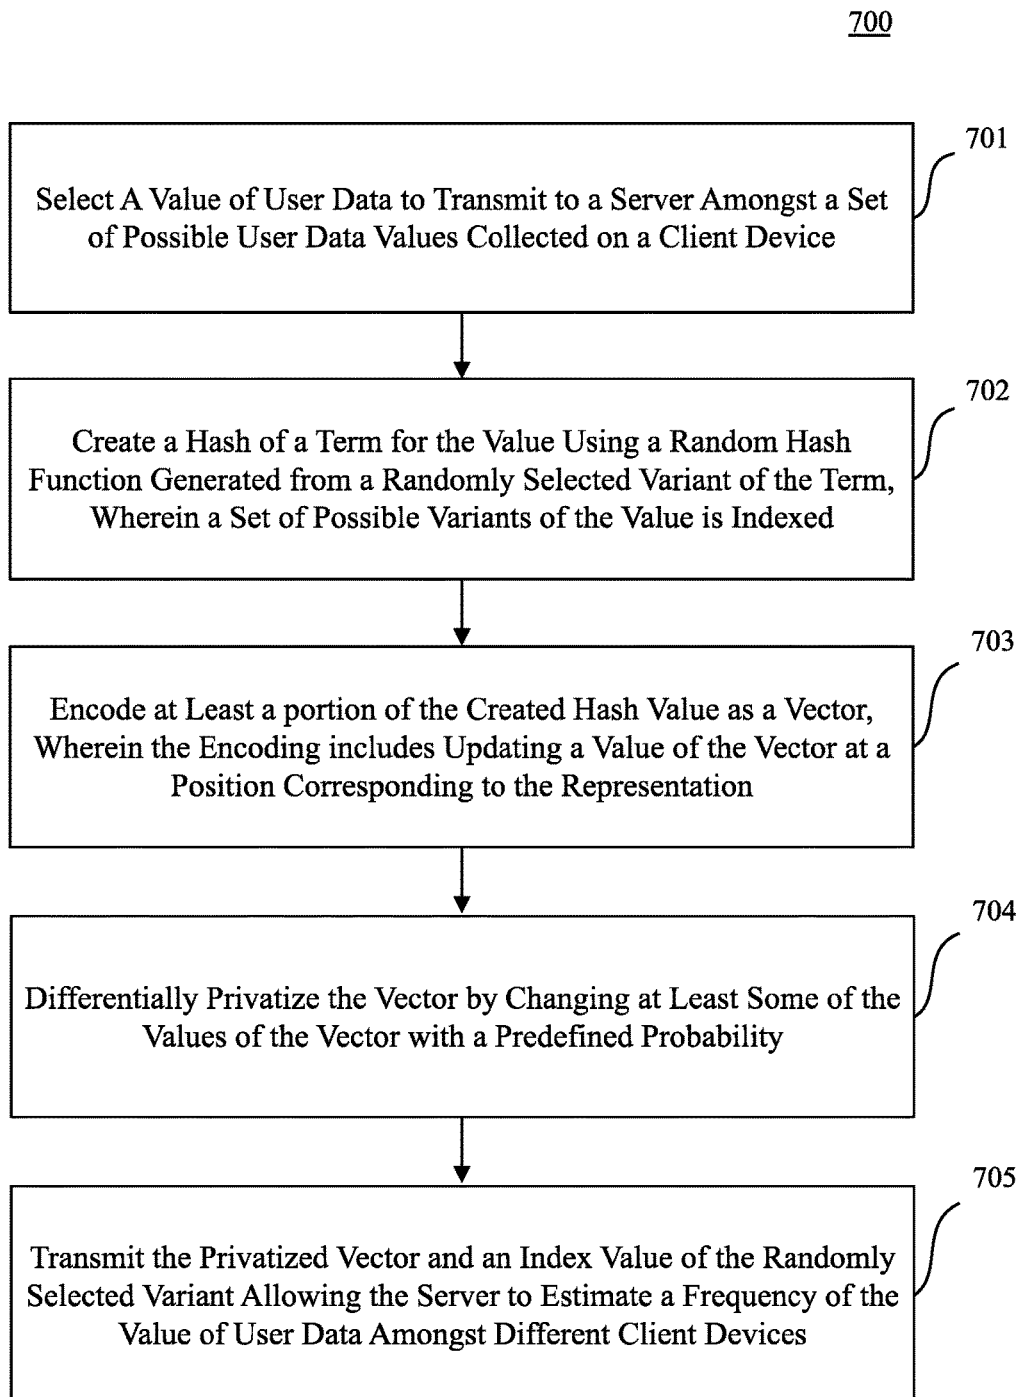 700
701
Select A Value of User Data to Transmit to a Server Amongst a Set
of Possible User Data Values Collected on a Client Device
702
Create a Hash of a Term for the Value Using a Random Hash
Function Generated from a Randomly Selected Variant of the Term,
Wherein a Set of Possible Variants of the Value is Indexed
703
Encode at Least a portion of the Created Hash Value as a Vector,
Wherein the Encoding includes Updating a Value of the Vector at a
Position Corresponding to the Representation
704
Differentially Privatize the Vector by Changing at Least Some of the
Values of the Vector with a Predefined Probability
705
Transmit the Privatized Vector and an Index Value of the Randomly
Selected Variant Allowing the Server to Estimate a Frequency of the
Value of User Data Amongst Different Client Devices